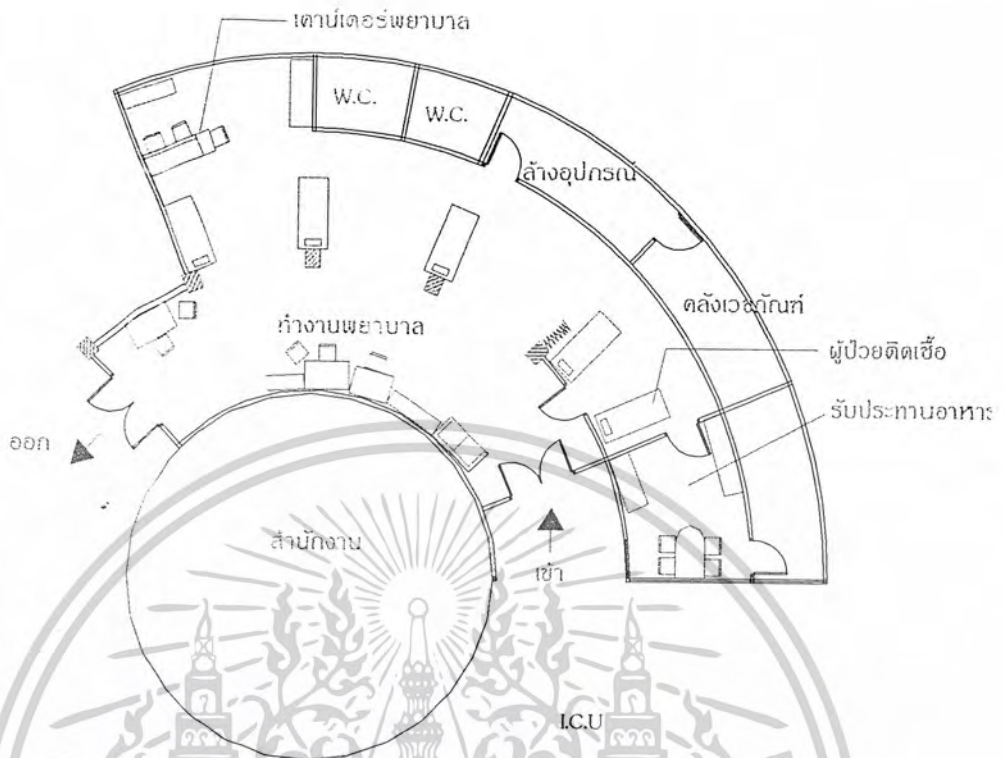 เคาน์เตอร์พยาบาล
W.C.
W.C.
ล้างอุปกรณ์
คลังเวชภัณฑ์
ทำงานพยาบาล
ผู้ป่วยติดเชื้อ
รับประทานอาหาร
ออก
สำนักงาน
เข้า
I.C.U